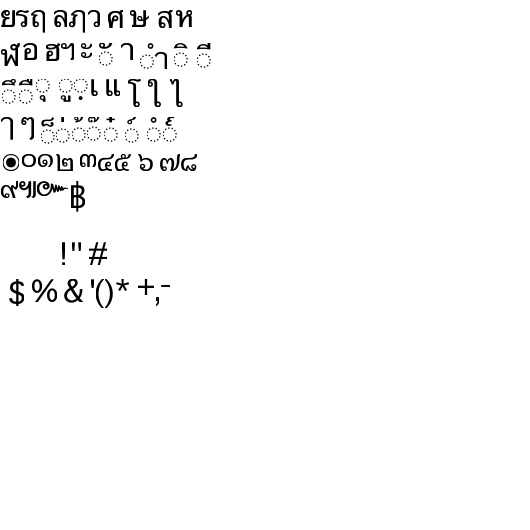 ยรฤ ลฦว ศ ษ สห
ฬอ ฮฯ ะ ◌ั า ◌ำ ◌ิ ◌ี
◌ึ◌ื◌ุ ◌ู◌ฺเ แ โ ใ ไ
ๅ ๆ ◌็◌่◌้◌๊◌๋ ◌์ ◌ํ◌๎
๏๐๑๒ ๓๔๕ ๖ ๗๘
๙๚๛฿
!"#
$%&'()* +,-